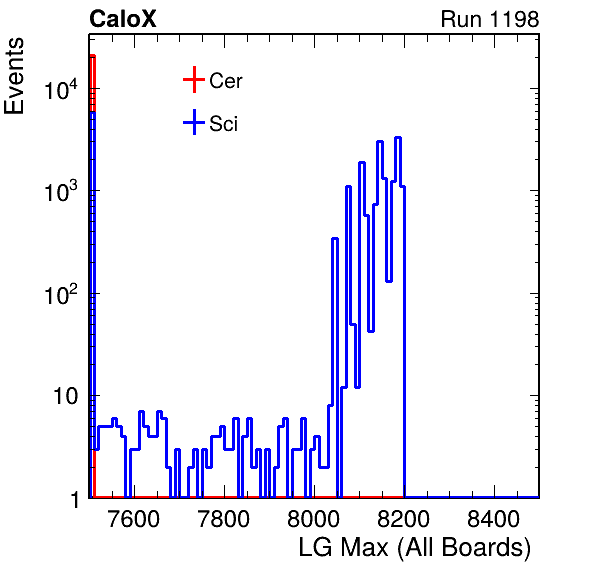 CaloX Run 1198
Events
Cer
Sci
10⁴
10³
10²
10
1
7600 7800 8000 8200 8400
LG Max (All Boards)